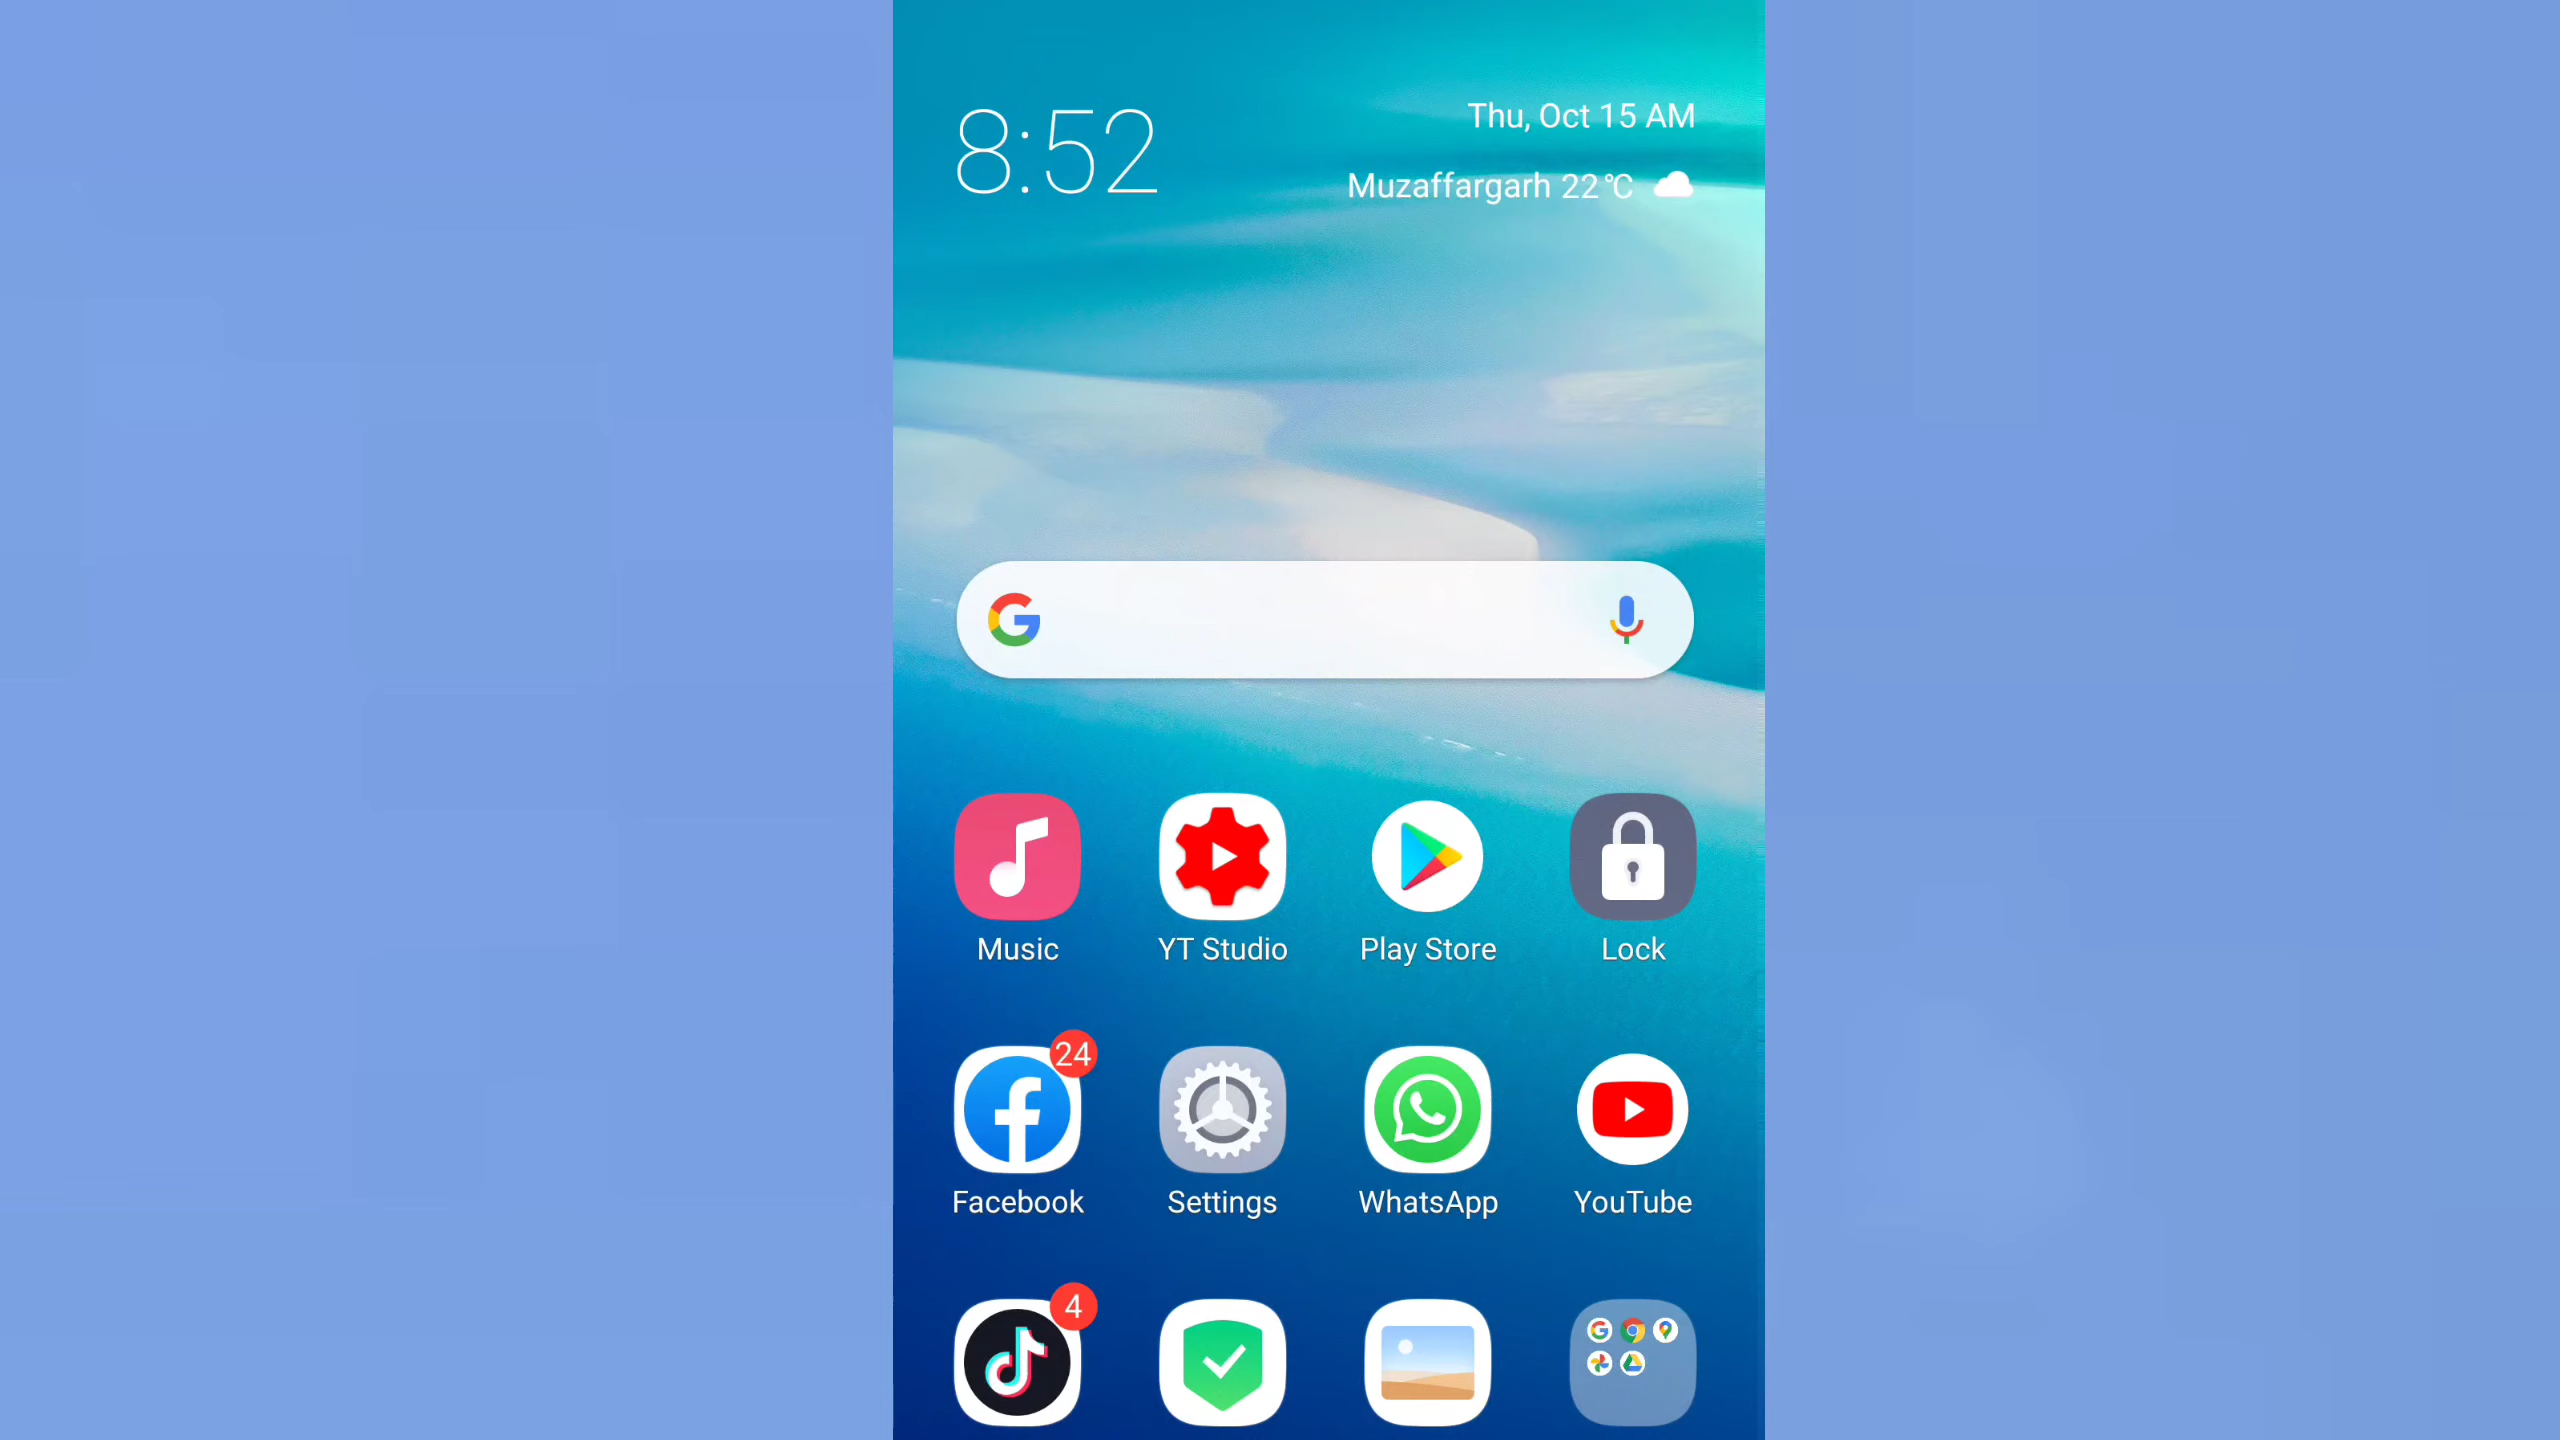 8:52
Thu, Oct 15 AM
Muzaffargarh 22°C
Music
YT Studio
Play Store
Lock
24
Facebook
Settings
WhatsApp
YouTube
4